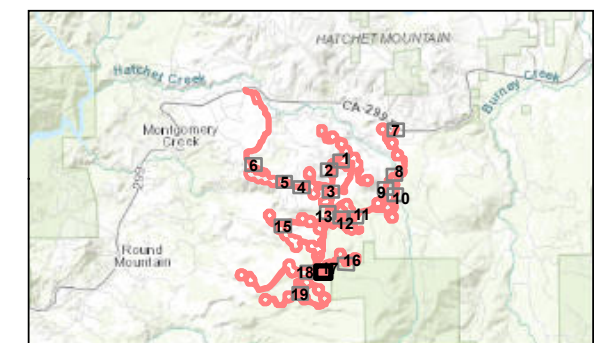 HATCHET MOUNTAIN
Hatchet Creek
Burney Creek
CA-299
Montgomery
Creek
7
1
6
2
8
5
4
3
9
10
13
11
12
15
299
Round
Mountain
16
18
17
19